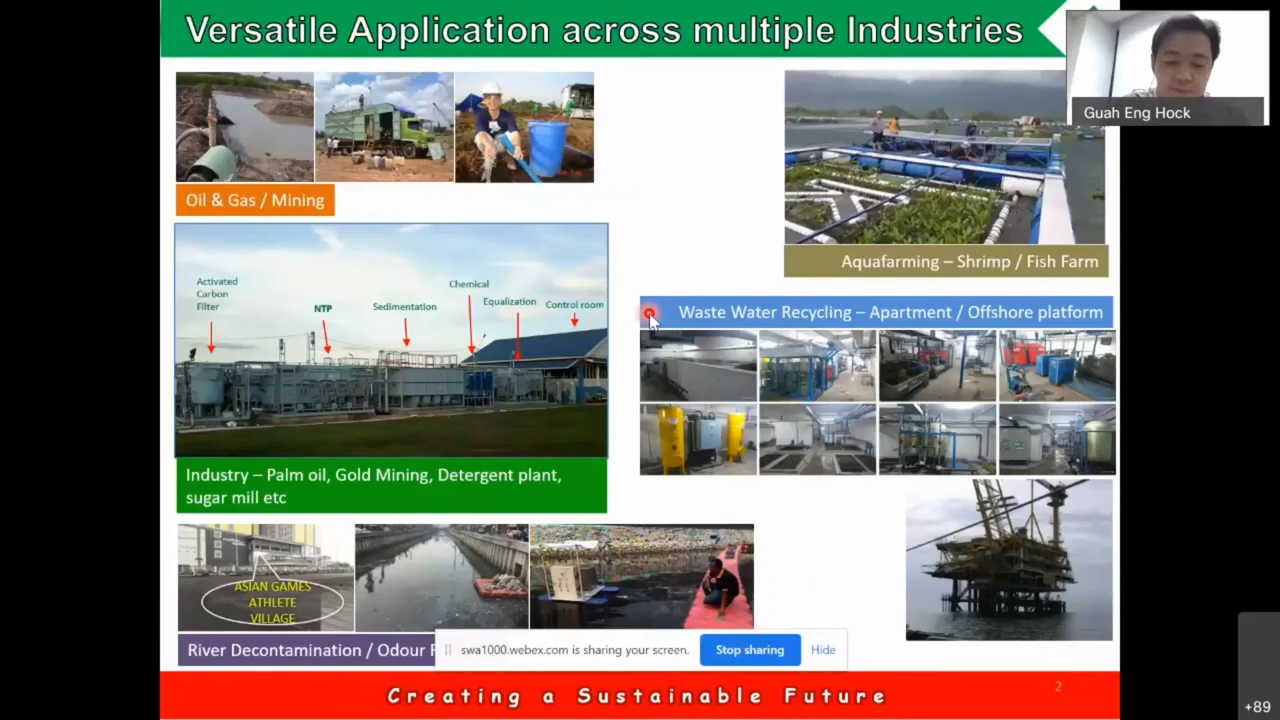 Versatile Application across multiple Industries
Guah Eng Hock
Oil & Gas / Mining
Aquafarming – Shrimp / Fish Farm
Activated
Carbon
Filter
NTP
Sedimentation
Chemical
Equalization
Control room
Waste Water Recycling – Apartment / Offshore platform
Industry – Palm oil, Gold Mining, Detergent plant,
sugar mill etc
ASIAN GAMES
ATHLETE
VILLAGE
River Decontamination / Odour
swa1000.webex.com is sharing your screen.
Stop sharing
Hide
Creating a Sustainable Future
2
+89